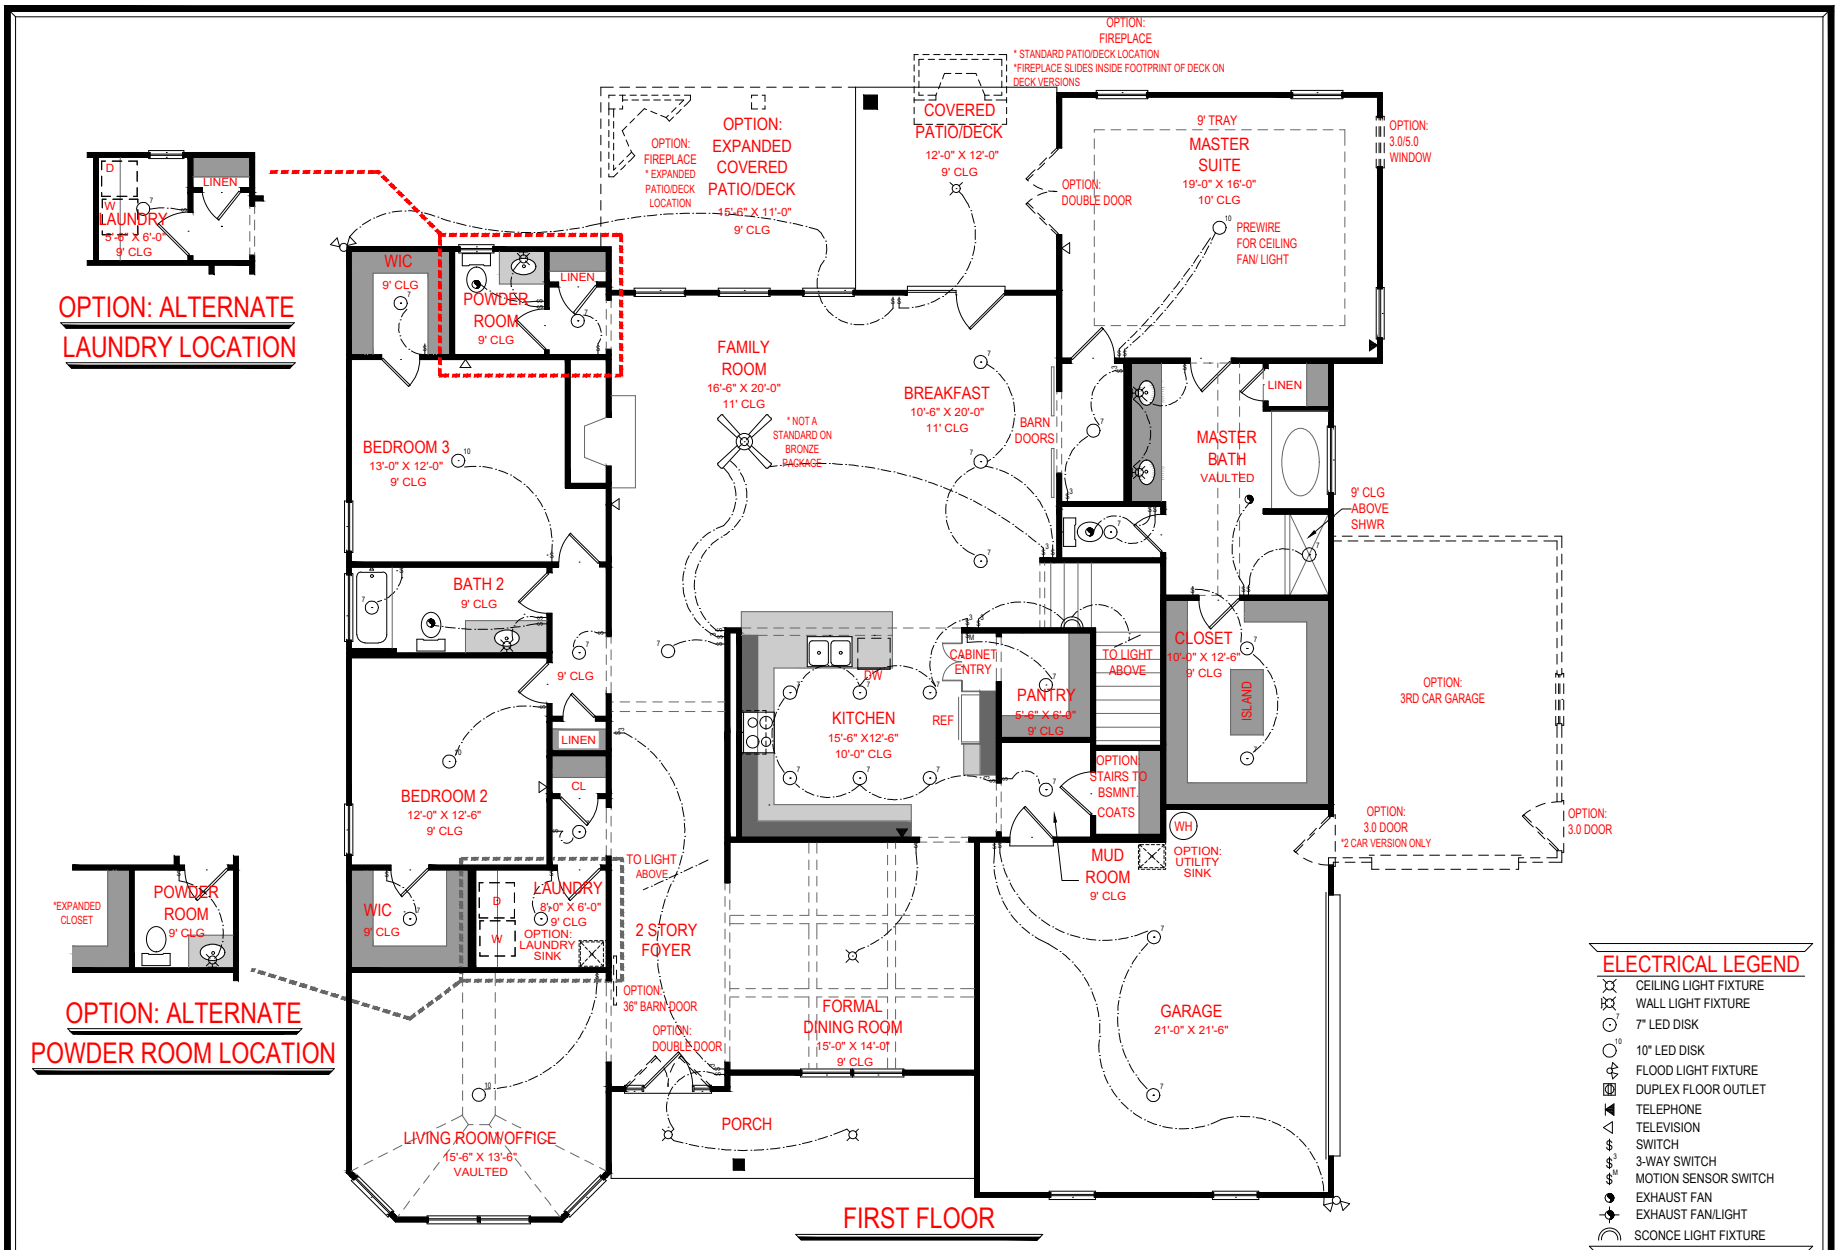 OPTION:
FIREPLACE
* STANDARD PATIO/DECK LOCATION
*FIREPLACE SLIDES INSIDE FOOTPRINT OF DECK ON
DECK VERSIONS
COVERED
PATIO/DECK
12'-0" X 12'-0"
9' CLG
OPTION:
EXPANDED
COVERED
PATIO/DECK
15'-6" X 11'-0"
9' CLG
OPTION:
FIREPLACE
* EXPANDED
PATIO/DECK
LOCATION
9' TRAY
MASTER
SUITE
19'-0" X 16'-0"
10' CLG
PREWIRE
FOR CEILING
FAN/ LIGHT
OPTION:
3.0/5.0
WINDOW
OPTION:
DOUBLE DOOR
D
W
LINEN
LAUNDRY
5'-6" X 6'-0"
9' CLG
OPTION: ALTERNATE
LAUNDRY LOCATION
WIC
9' CLG
POWDER
ROOM
9' CLG
LINEN
FAMILY
ROOM
16'-6" X 20'-0"
11' CLG
* NOT A
STANDARD ON
BRONZE
PACKAGE
BREAKFAST
10'-6" X 20'-0"
11' CLG
BARN
DOORS
LINEN
MASTER
BATH
VAULTED
9' CLG
ABOVE
SHWR
BEDROOM 3
13'-0" X 12'-0"
9' CLG
BATH 2
9' CLG
9' CLG
LINEN
CL
BEDROOM 2
12'-0" X 12'-6"
9' CLG
CABINET
ENTRY
DW
KITCHEN
15'-6" X12'-6"
10'-0" CLG
REF
PANTRY
5'-6" X 6'-0"
9' CLG
TO LIGHT
ABOVE
CLOSET
10'-0" X 12'-6"
9' CLG
ISLAND
OPTION:
STAIRS TO
BSMNT.
COATS
OPTION:
3RD CAR GARAGE
OPTION:
3.0 DOOR
*2 CAR VERSION ONLY
OPTION:
3.0 DOOR
WH
OPTION:
UTILITY
SINK
MUD
ROOM
9' CLG
TO LIGHT
ABOVE
*EXPANDED
CLOSET
POWDER
ROOM
9' CLG
OPTION: ALTERNATE
POWDER ROOM LOCATION
WIC
9' CLG
D
W
LAUNDRY
8'-0" X 6'-0"
9' CLG
OPTION:
LAUNDRY
SINK
2 STORY
FOYER
OPTION:
36" BARN DOOR
OPTION:
DOUBLE DOOR
FORMAL
DINING ROOM
15'-0" X 14'-0"
9' CLG
GARAGE
21'-0" X 21'-6"
PORCH
LIVING ROOM/OFFICE
15'-6" X 13'-6"
VAULTED
FIRST FLOOR
ELECTRICAL LEGEND
CEILING LIGHT FIXTURE
WALL LIGHT FIXTURE
7 7" LED DISK
10 10" LED DISK
FLOOD LIGHT FIXTURE
DUPLEX FLOOR OUTLET
TELEPHONE
TELEVISION
$ SWITCH
$3 3-WAY SWITCH
$M MOTION SENSOR SWITCH
EXHAUST FAN
EXHAUST FAN/LIGHT
SCONCE LIGHT FIXTURE